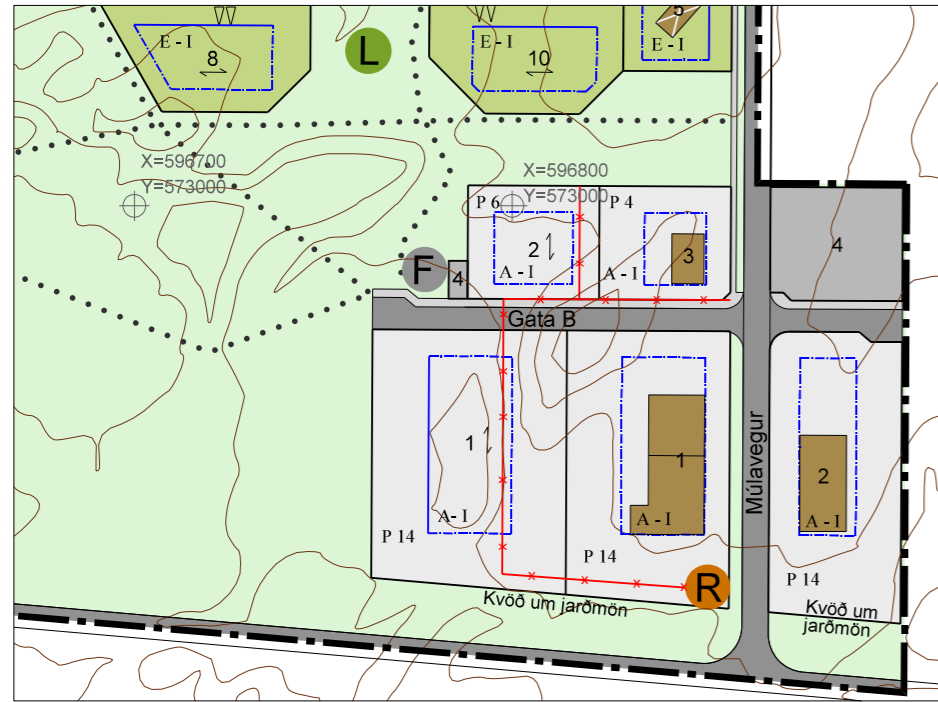 5
E - I
8
L
E - I
10
E - I
X=596700
Y=573000
X=596800
Y=573000
P 6
P 4
2
A - I
A - I
3
4
F
4
Gata B
1
A - I
P 14
1
A - I
P 14
Múlavegur
2
A - I
P 14
R
Kvöð um jarðmön
Kvöð um
jarðmön